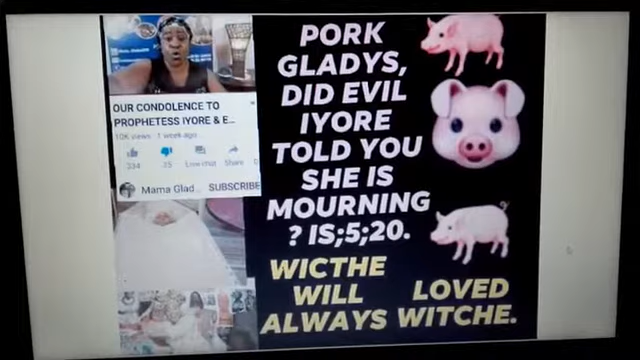 OUR CONDOLENCE TO
PROPHETESS IYORE & E...
10K views · 1 week ago
334
35
Live chat
Share
Mama Glad...
SUBSCRIBE
PORK
GLADYS,
DID EVIL
IYORE
TOLD YOU
SHE IS
MOURNING
? IS;5;20.
WICTHE
WILL LOVED
ALWAYS WITCHE.